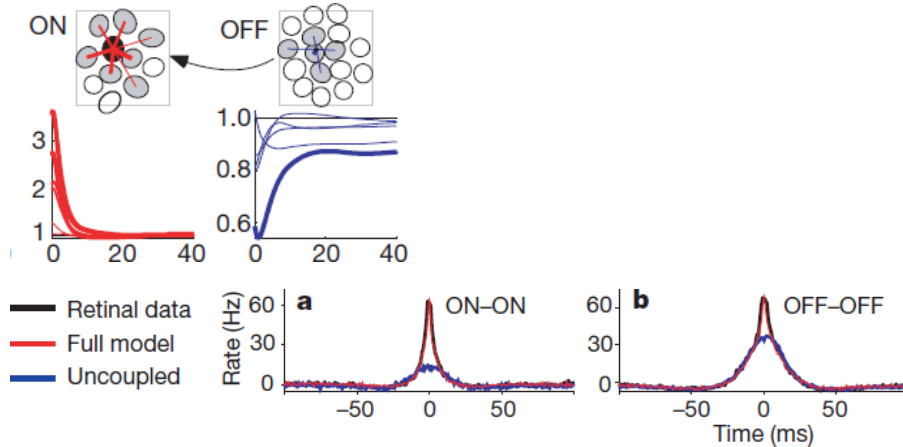 ON
OFF
3
2
1
0 20 40
1.0
0.8
0.6
0 20 40
Retinal data
Full model
Uncoupled
a ON–ON
Rate (Hz)
60
30
0
−50 0 50
b OFF–OFF
60
30
0
−50 0 50
Time (ms)